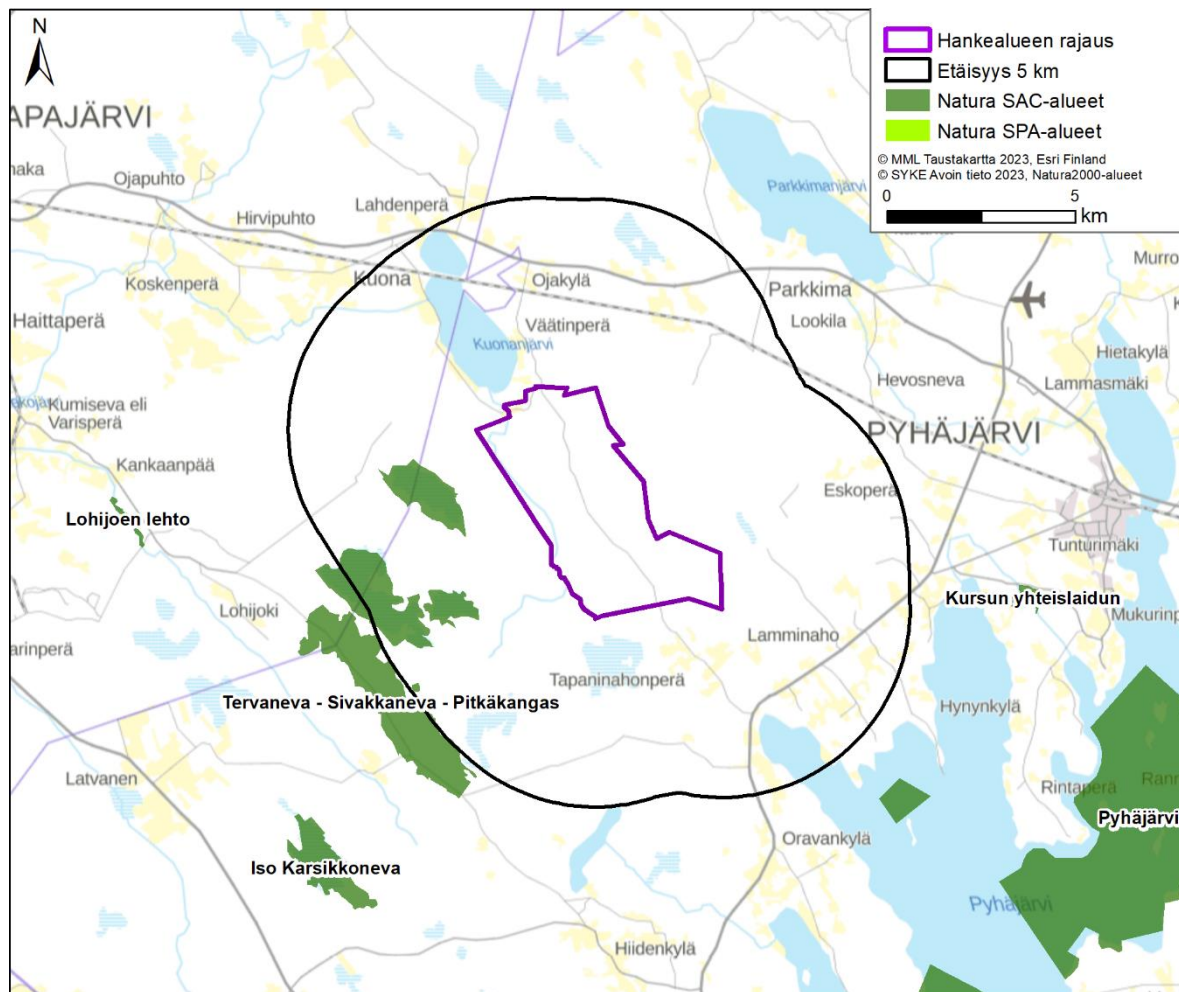 N
APAJÄRVI
Hankealueen rajaus
Etäisyys 5 km
Natura SAC-alueet
Natura SPA-alueet
© MML Taustakartta 2023, Esri Finland
© SYKE Avoin tieto 2023, Natura2000-alueet
0 5
km
Ojapuhto
Hirvipuhto
Lahdenperä
Parkkimanjärvi
Koskenperä
Kuona
Ojakylä
Parkkima
Murro
Haittaperä
Väätinperä
Lookila
Kuonanjärvi
Hietakylä
Hevosneva
Lammasmäki
Kumiseva eli
Varisperä
PYHÄJÄRVI
Kankaanpää
Eskoperä
Lohijoen lehto
Tunturimäki
Kursun yhteislaidun
Lohijoki
Mukurinp
Lamminaho
arinperä
Tapaninahonperä
Tervaneva - Sivakkaneva - Pitkäkangas
Hynynkylä
Latvanen
Rintaperä
Rann
Pyhäjärvi
Oravankylä
Iso Karsikkoneva
Pyhäjärvi
Hiidenkylä